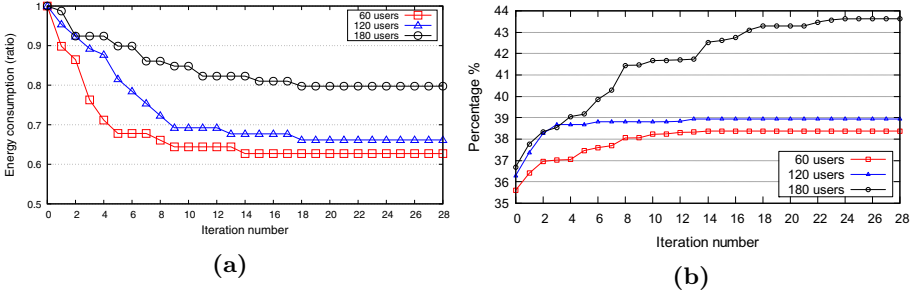 1
0.9
0.8
0.7
0.6
0.5
Energy consumption (ratio)
60 users
120 users
180 users
0 2 4 6 8 10 12 14 16 18 20 22 24 26 28
Iteration number
(a)
44
43
42
41
40
39
38
37
36
35
Percentage %
60 users
120 users
180 users
0 2 4 6 8 10 12 14 16 18 20 22 24 26 28
Iteration number
(b)